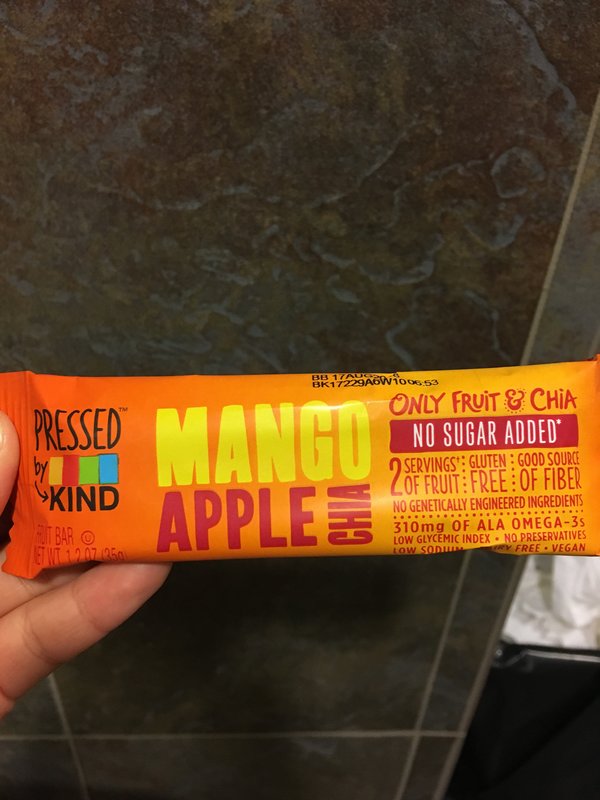 BB 17AUG
BK17229A6W1006:53
PRESSED™
by
KIND
FRUIT BAR
NET WT. 1.2 OZ (35g)
MANGO
APPLE CHIA
ONLY FRUIT & CHiA
NO SUGAR ADDED*
2 SERVINGS+ OF FRUIT
GLUTEN FREE
GOOD SOURCE OF FIBER
NO GENETICALLY ENGINEERED INGREDIENTS
310mg OF ALA OMEGA-3s
LOW GLYCEMIC INDEX • NO PRESERVATIVES
LOW SODIUM FREE • VEGAN